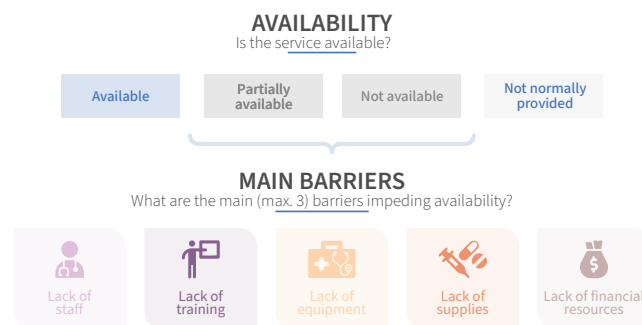 AVAILABILITY
Is the service available?
Available
Partially
available
Not available
Not normally
provided
MAIN BARRIERS
What are the main (max. 3) barriers impeding availability?
Lack of
staff
Lack of
training
Lack of
equipment
Lack of
supplies
Lack of financial
resources